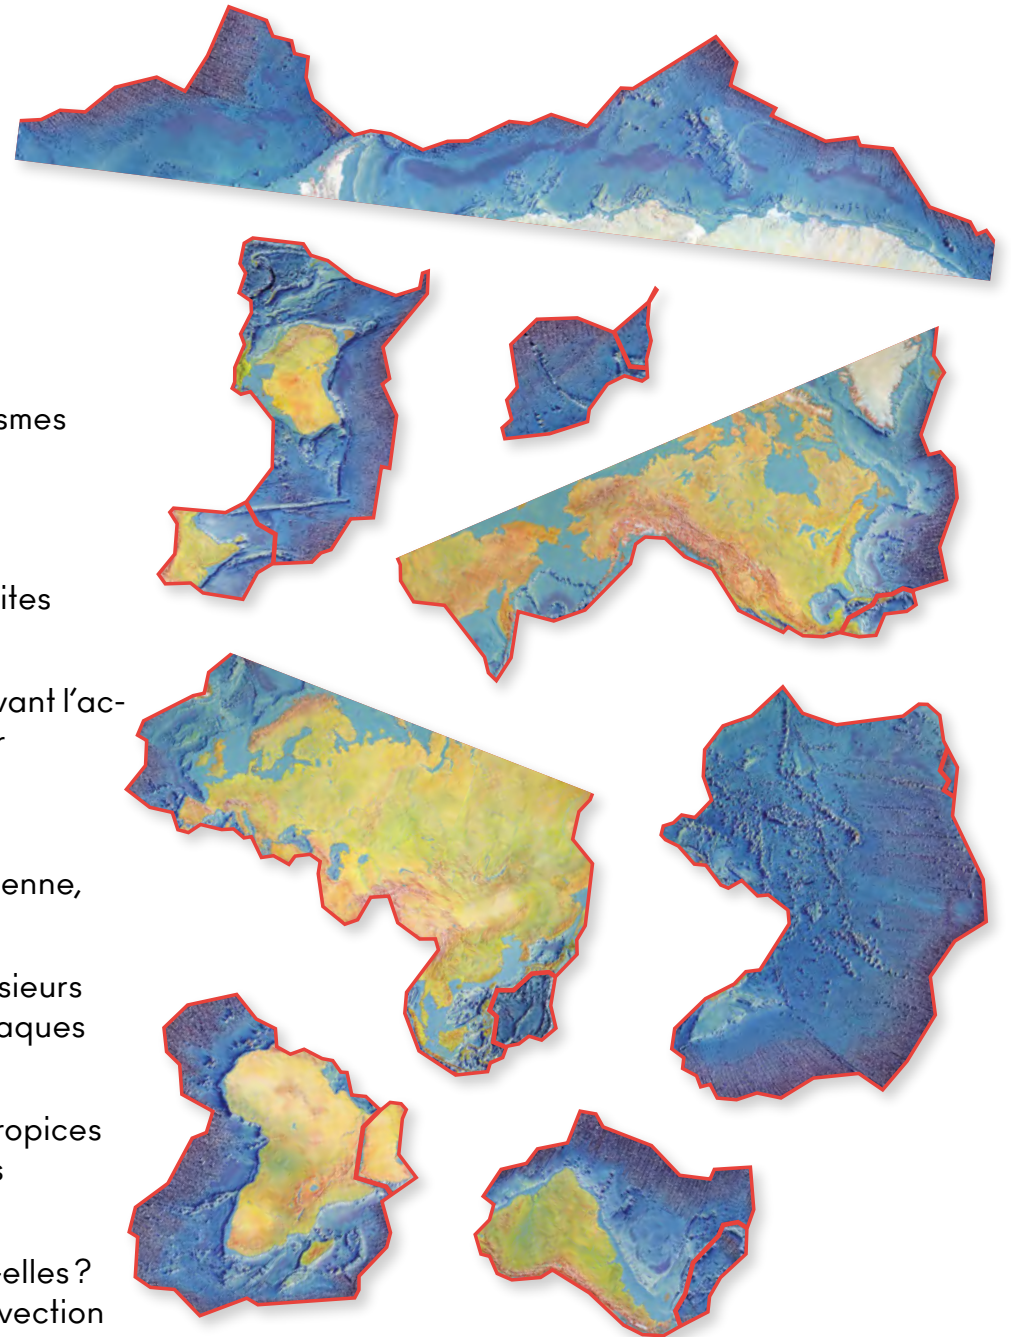 smes
ites
vant l’ac-
r
enne,
sieurs
aques
ropices
s
elles ?
vection